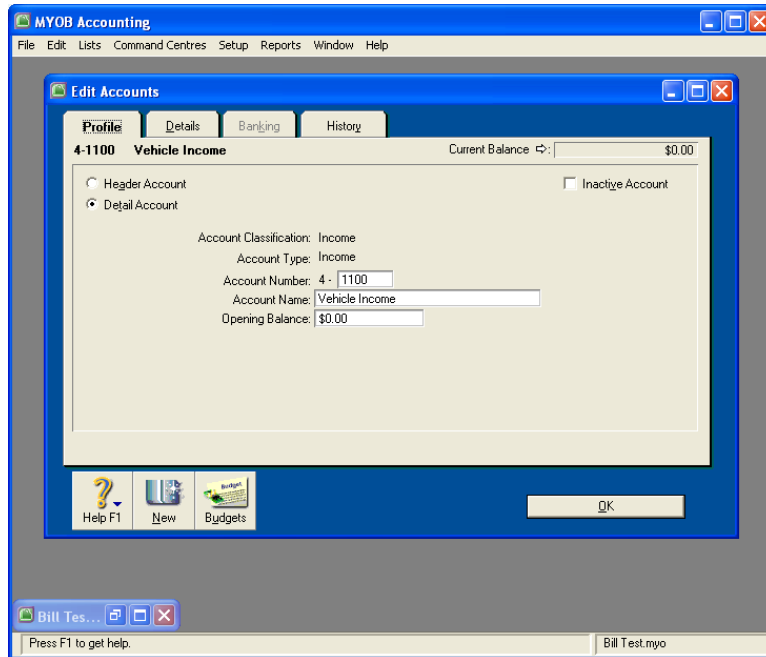 MYOB Accounting
File Edit Lists Command Centres Setup Reports Window Help
Edit Accounts
Profile Details Banking History
4-1100 Vehicle Income Current Balance ⇨: $0.00
Header Account Inactive Account
Detail Account
Account Classification: Income
Account Type: Income
Account Number: 4 - 1100
Account Name: Vehicle Income
Opening Balance: $0.00
Budget
Help F1 New Budgets OK
Bill Tes...
Press F1 to get help. Bill Test.myo